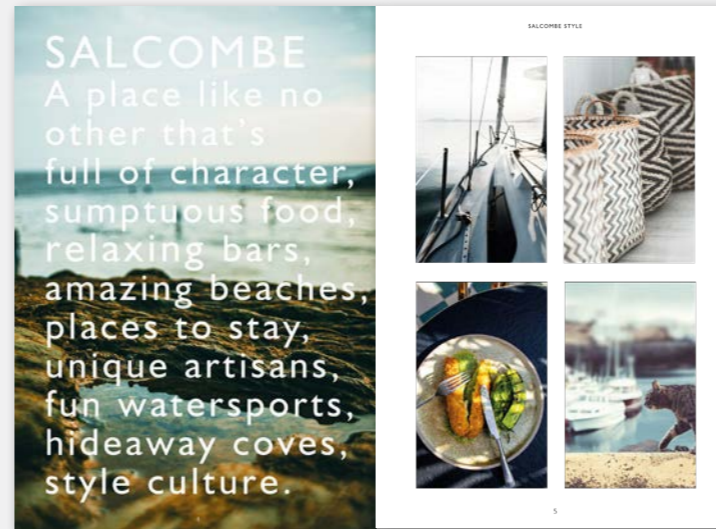 SALCOMBE
A place like no
other that's
full of character,
sumptuous food,
relaxing bars,
amazing beaches,
places to stay,
unique artisans,
fun watersports,
hideaway coves,
style culture.
SALCOMBE STYLE
5